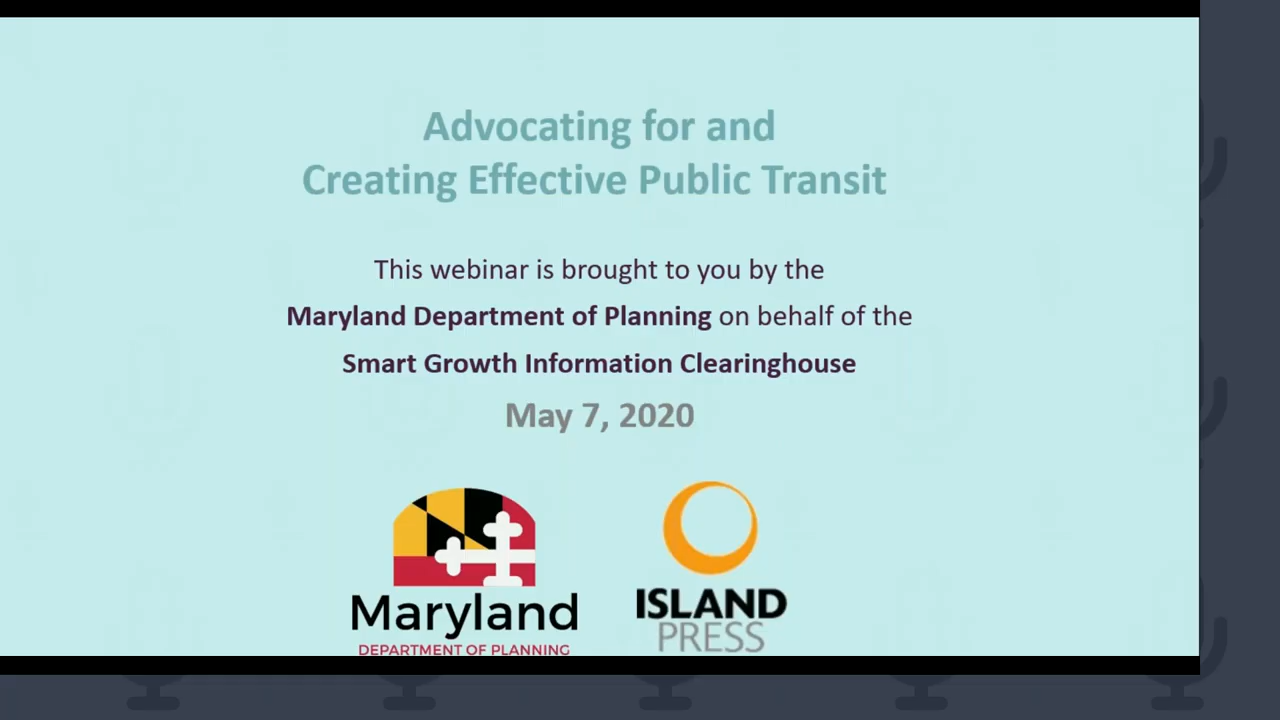 Advocating for and
Creating Effective Public Transit
This webinar is brought to you by the
Maryland Department of Planning on behalf of the
Smart Growth Information Clearinghouse
May 7, 2020
Maryland
DEPARTMENT OF PLANNING
ISLAND
PRESS